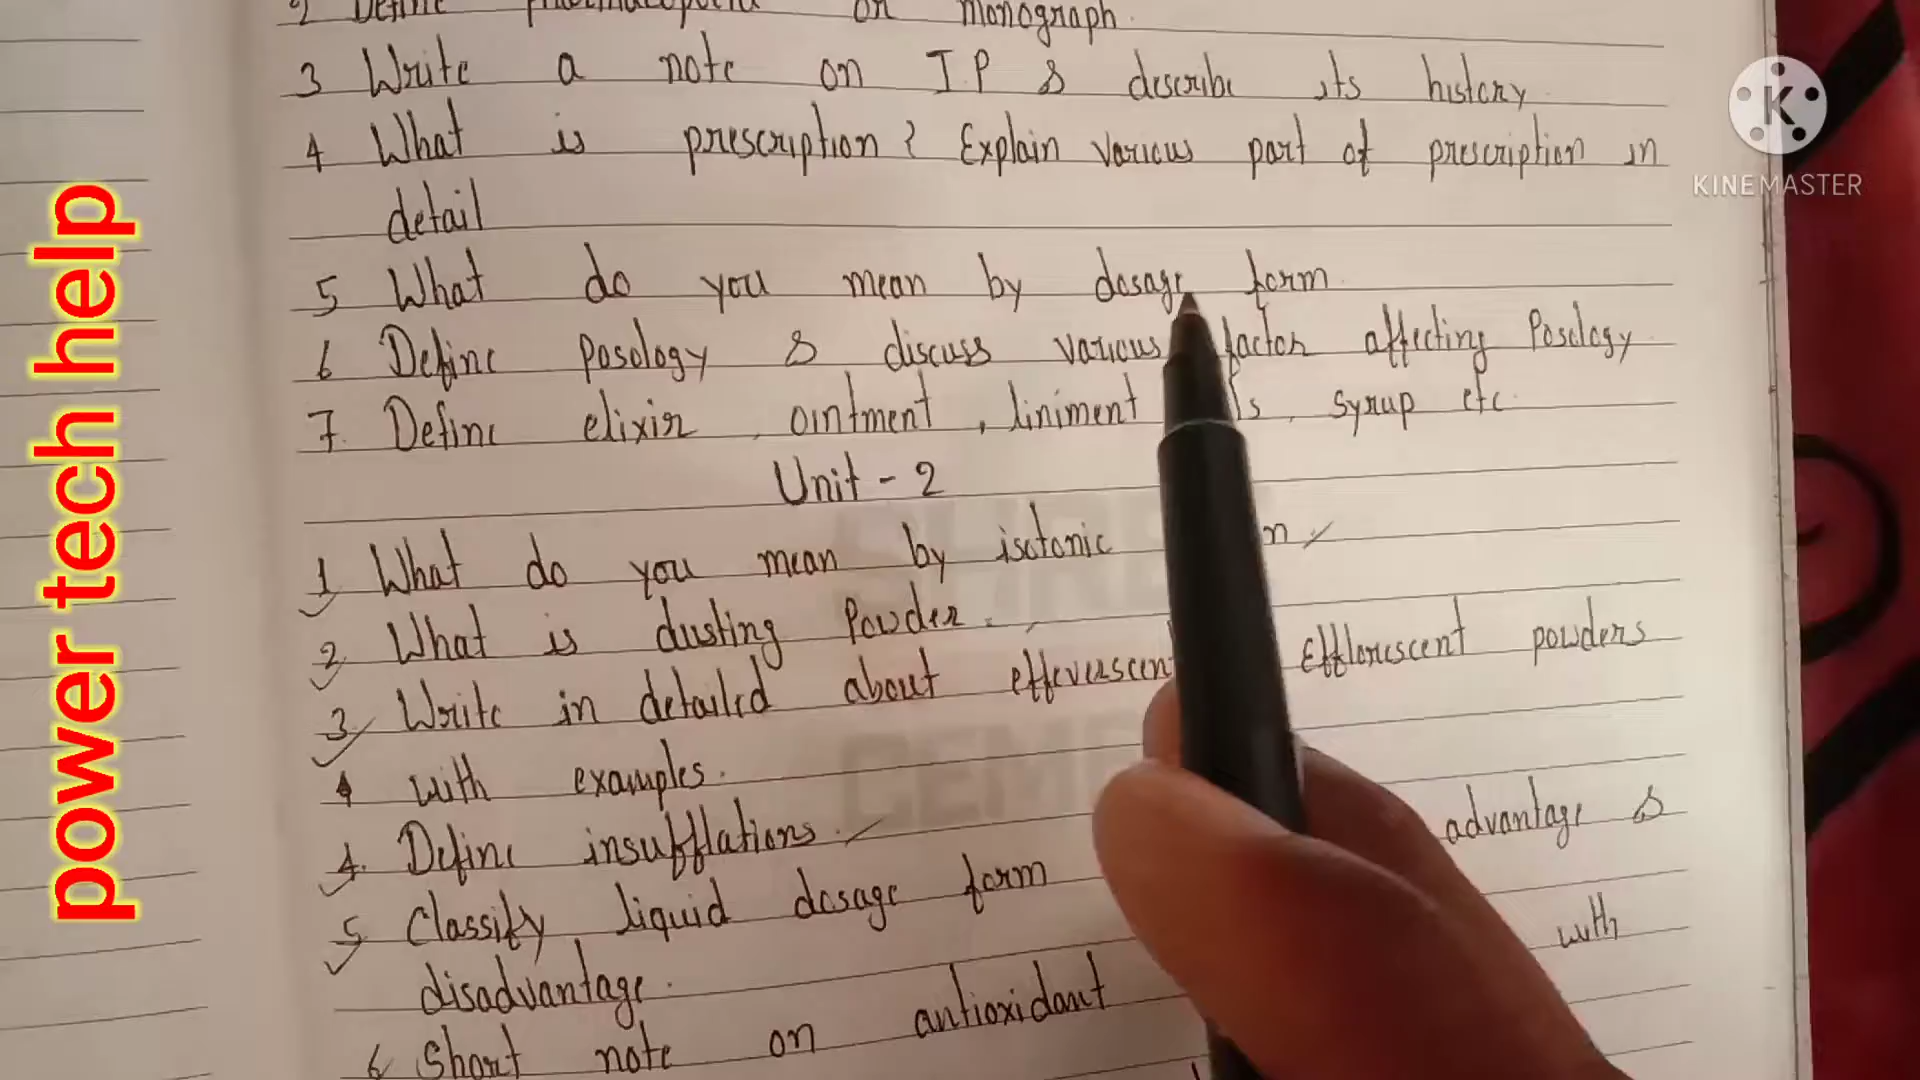 2 Define pharmacopoeia or monograph.
3 Write a note on I.P & describe its history.
4 What is prescription? Explain various part of prescription in
detail
5 What do you mean by dosage form.
6 Define posology & discuss various factor affecting Posology.
7. Define elixir, ointment, liniment, syrup etc.
Unit - 2
1 What do you mean by isotonic
2 What is dusting Powder.
3 Write in detailed about effeverscent Efflorescent powders
4 with examples.
4. Define insufflations.
5 Classify liquid dosage form advantage &
disadvantage. with
6 Short note on antioxidant
power tech help
K
KINEMASTER